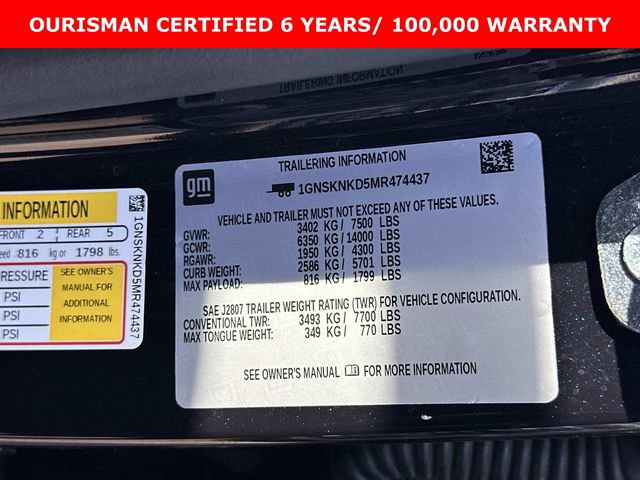 OURISMAN CERTIFIED 6 YEARS/ 100,000 WARRANTY
TRAILERING INFORMATION
gm
TRAILERING INFORMATION
1GNSKNKD5MR474437
VEHICLE AND TRAILER MUST NOT EXCEED ANY OF THESE VALUES.
GVWR: 3402 KG / 7500 LBS
GCWR: 6350 KG / 14000 LBS
RGAWR: 1950 KG / 4300 LBS
CURB WEIGHT: 2586 KG / 5701 LBS
MAX PAYLOAD: 816 KG / 1799 LBS
SAE J2807 TRAILER WEIGHT RATING (TWR) FOR VEHICLE CONFIGURATION.
CONVENTIONAL TWR: 3493 KG / 7700 LBS
MAX TONGUE WEIGHT: 349 KG / 770 LBS
SEE OWNER'S MANUAL FOR MORE INFORMATION
INFORMATION
FRONT 2 REAR 5
eed 816 kg or 1798 lbs.
PRESSURE
PSI
PSI
PSI
SEE OWNER'S
MANUAL FOR
ADDITIONAL
INFORMATION
1GNSKNKD5MR474437